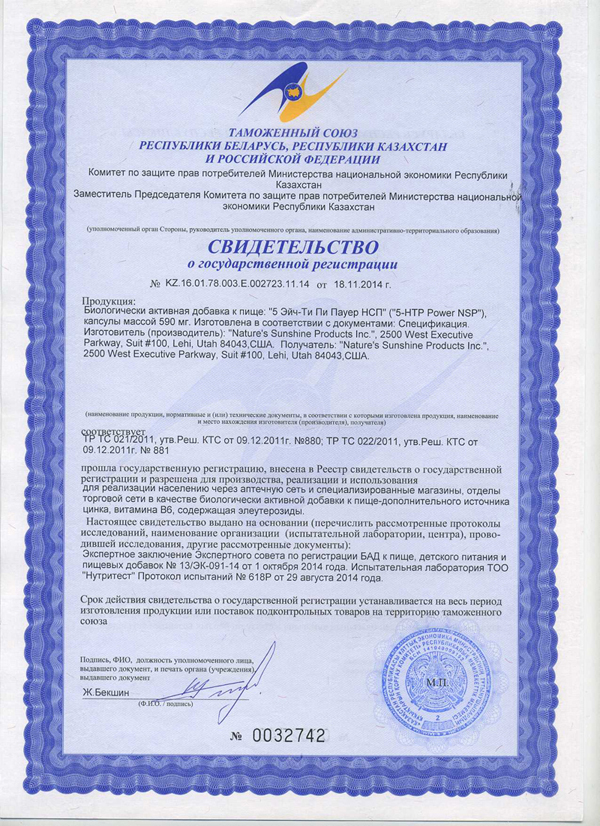 ТАМОЖЕННЫЙ СОЮЗ
РЕСПУБЛИКИ БЕЛАРУСЬ, РЕСПУБЛИКИ КАЗАХСТАН
И РОССИЙСКОЙ ФЕДЕРАЦИИ
Комитет по защите прав потребителей Министерства национальной экономики Республики
Казахстан
Заместитель Председателя Комитета по защите прав потребителей Министерства национальной
экономики Республики Казахстан
(уполномоченный орган Стороны, руководитель уполномоченного органа, наименование административно-территориального образования)
СВИДЕТЕЛЬСТВО
о государственной регистрации
№ KZ.16.01.78.003.E.002723.11.14 от 18.11.2014 г.
Продукция:
Биологически активная добавка к пище: "5 Эйч-Ти Пи Пауер НСП" ("5-HTP Power NSP"),
капсулы массой 590 мг. Изготовлена в соответствии с документами: Спецификация.
Изготовитель (производитель): "Nature's Sunshine Products Inc.", 2500 West Executive
Parkway, Suit #100, Lehi, Utah 84043,США. Получатель: "Nature's Sunshine Products Inc.",
2500 West Executive Parkway, Suit #100, Lehi, Utah 84043,США.
(наименование продукции, нормативные и (или) технические документы, в соответствии с которыми изготовлена продукция, наименование
и место нахождения изготовителя (производителя), получателя)
соответствует
ТР ТС 021/2011, утв.Реш. КТС от 09.12.2011г. №880; ТР ТС 022/2011, утв.Реш. КТС от
09.12.2011г. № 881
прошла государственную регистрацию, внесена в Реестр свидетельств о государственной
регистрации и разрешена для производства, реализации и использования
для реализации населению через аптечную сеть и специализированные магазины, отделы
торговой сети в качестве биологически активной добавки к пище-дополнительного источника
цинка, витамина В6, содержащая элеутерозиды.
Настоящее свидетельство выдано на основании (перечислить рассмотренные протоколы
исследований, наименование организации (испытательной лаборатории, центра), прово-
дившей исследования, другие рассмотренные документы):
Экспертное заключение Экспертного совета по регистрации БАД к пище, детского питания и
пищевых добавок № 13/ЭК-091-14 от 1 октября 2014 года. Испытательная лаборатория ТОО
"Нутритест" Протокол испытаний № 618Р от 29 августа 2014 года.
Срок действия свидетельства о государственной регистрации устанавливается на весь период
изготовления продукции или поставок подконтрольных товаров на территорию таможенного
союза
Подпись, ФИО, должность уполномоченного лица,
выдавшего документ, и печать органа (учреждения),
выдавшего документ
Ж.Бекшин
(Ф.И.О. / подпись)
М.П.
2
№ 0032742